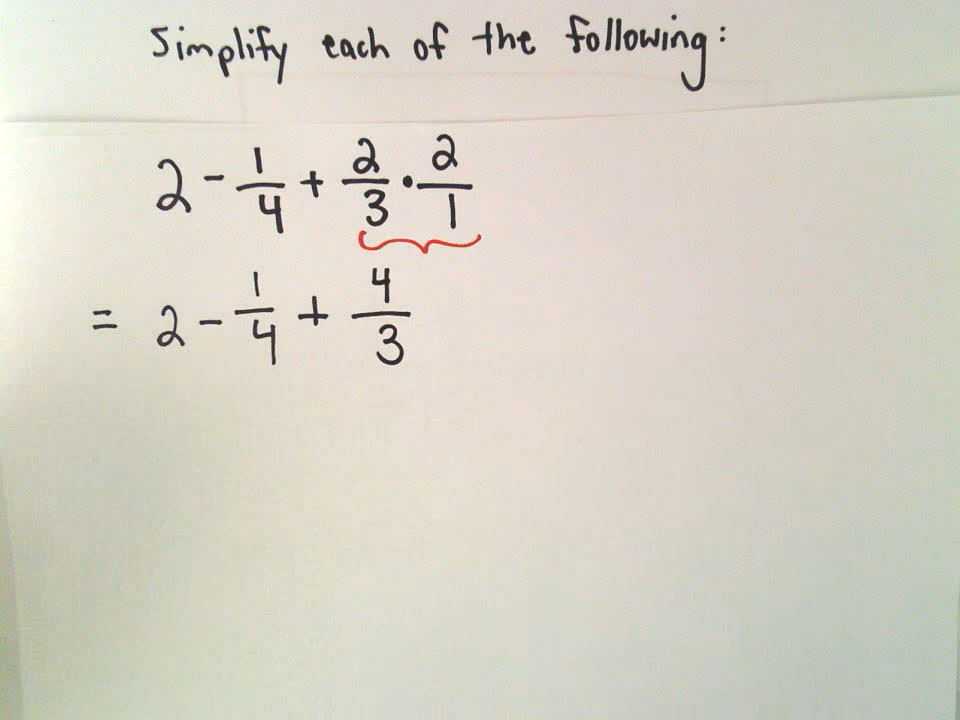 Simplify each of the following:
2 - 1/4 + 2/3 · 2/1
= 2 - 1/4 + 4/3